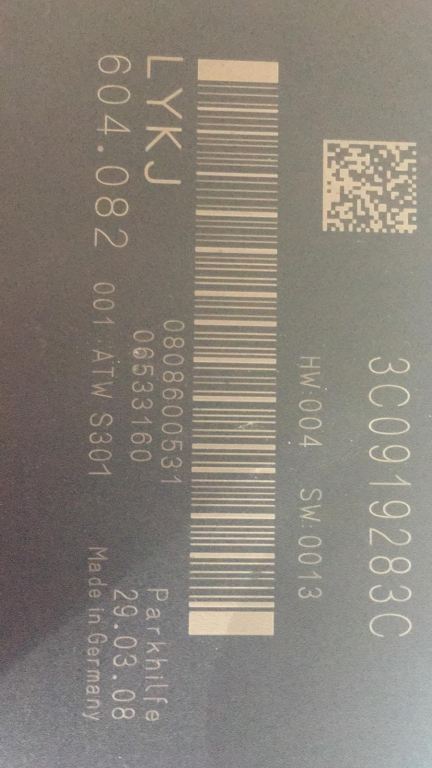 3C0919283C
HW:004 SW:0013
0808600531
LYKJ
06533160
Parkhilfe
604.082
001 ATW S301
29.03.08
Made in Germany